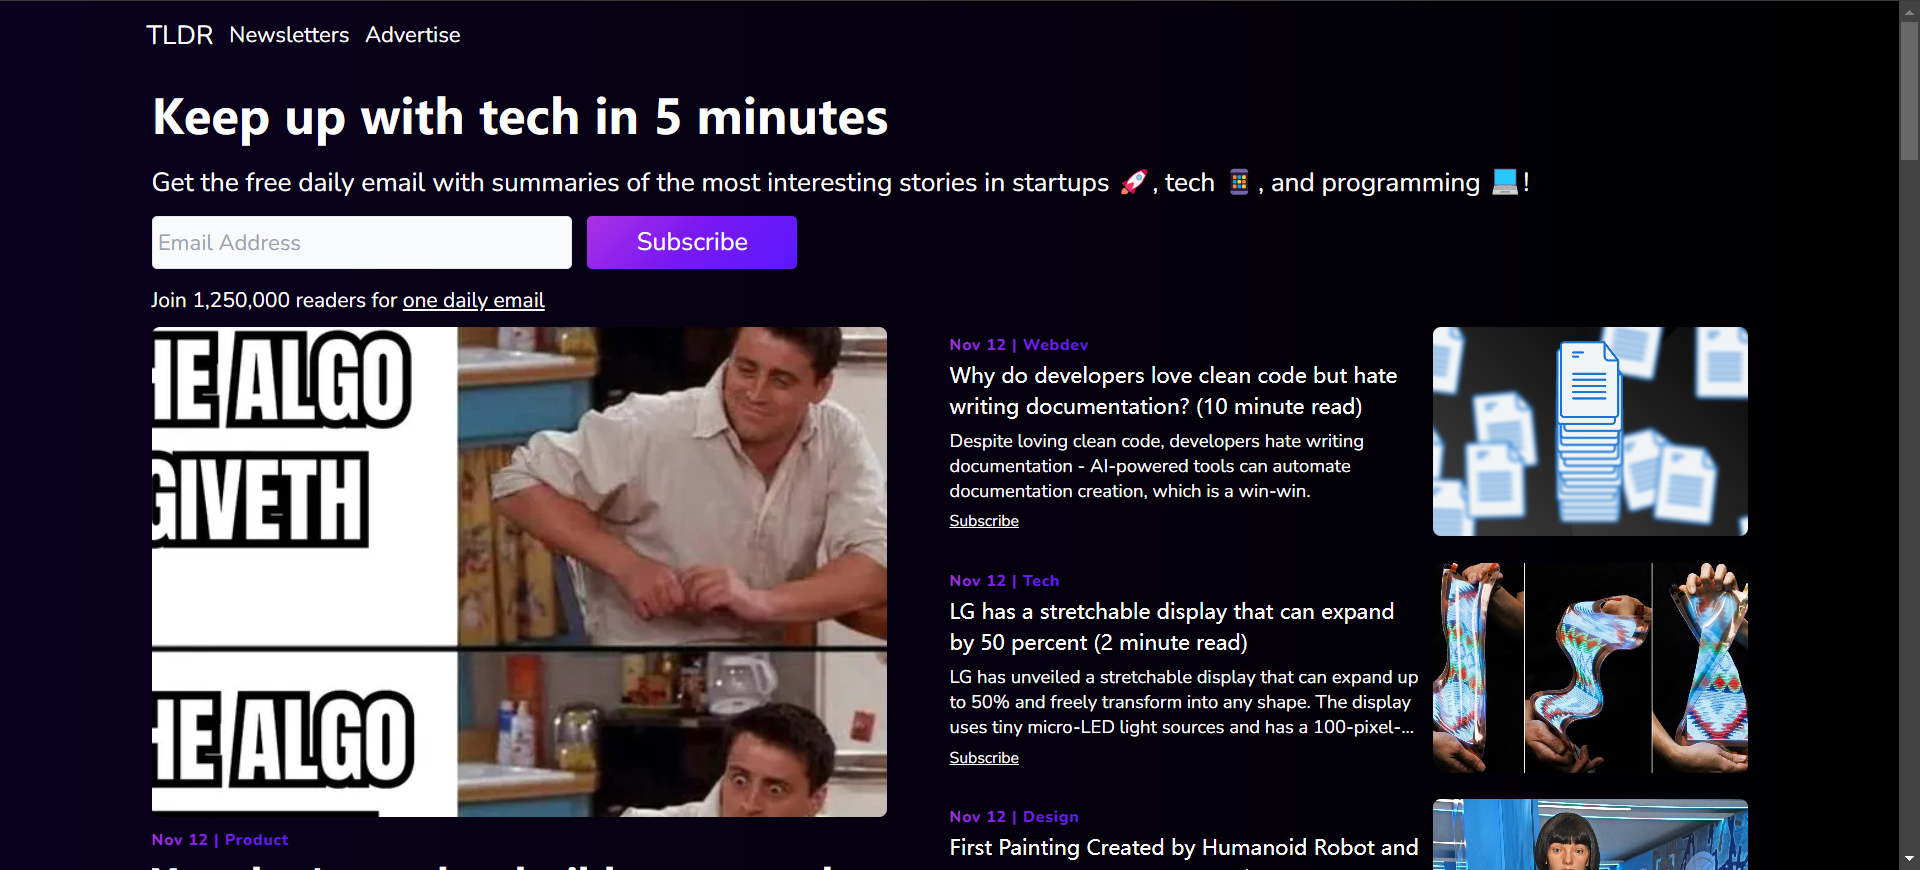 TLDR Newsletters Advertise
Keep up with tech in 5 minutes
Get the free daily email with summaries of the most interesting stories in startups 🚀, tech 📱, and programming 💻!
Email Address
Subscribe
Join 1,250,000 readers for one daily email
HE ALGO
GIVETH
HE ALGO
Nov 12 | Product
Nov 12 | Webdev
Why do developers love clean code but hate
writing documentation? (10 minute read)
Despite loving clean code, developers hate writing
documentation - AI-powered tools can automate
documentation creation, which is a win-win.
Subscribe
Nov 12 | Tech
LG has a stretchable display that can expand
by 50 percent (2 minute read)
LG has unveiled a stretchable display that can expand up
to 50% and freely transform into any shape. The display
uses tiny micro-LED light sources and has a 100-pixel-...
Subscribe
Nov 12 | Design
First Painting Created by Humanoid Robot and